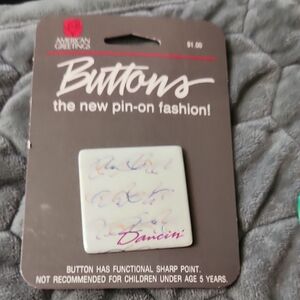 AMERICAN
GREETINGS
$1.00
Buttons
the new pin-on fashion!
Dancin'
BUTTON HAS FUNCTIONAL SHARP POINT.
NOT RECOMMENDED FOR CHILDREN UNDER AGE 5 YEARS.